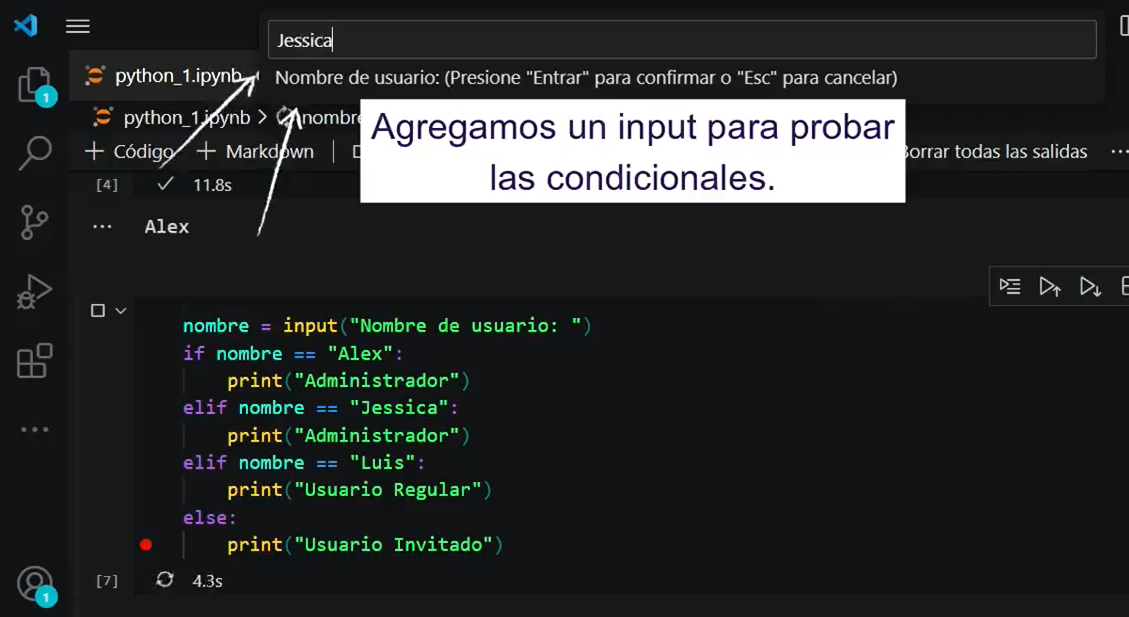 Jessica
python_1.ipynb
Nombre de usuario: (Presione "Entrar" para confirmar o "Esc" para cancelar)
1
python_1.ipynb > nombre
Agregamos un input para probar
las condicionales.
+ Código + Markdown
Borrar todas las salidas ...
[4] ✓ 11.8s
... Alex
nombre = input("Nombre de usuario: ")
if nombre == "Alex":
print("Administrador")
elif nombre == "Jessica":
print("Administrador")
elif nombre == "Luis":
print("Usuario Regular")
else:
print("Usuario Invitado")
[7] 4.3s
1